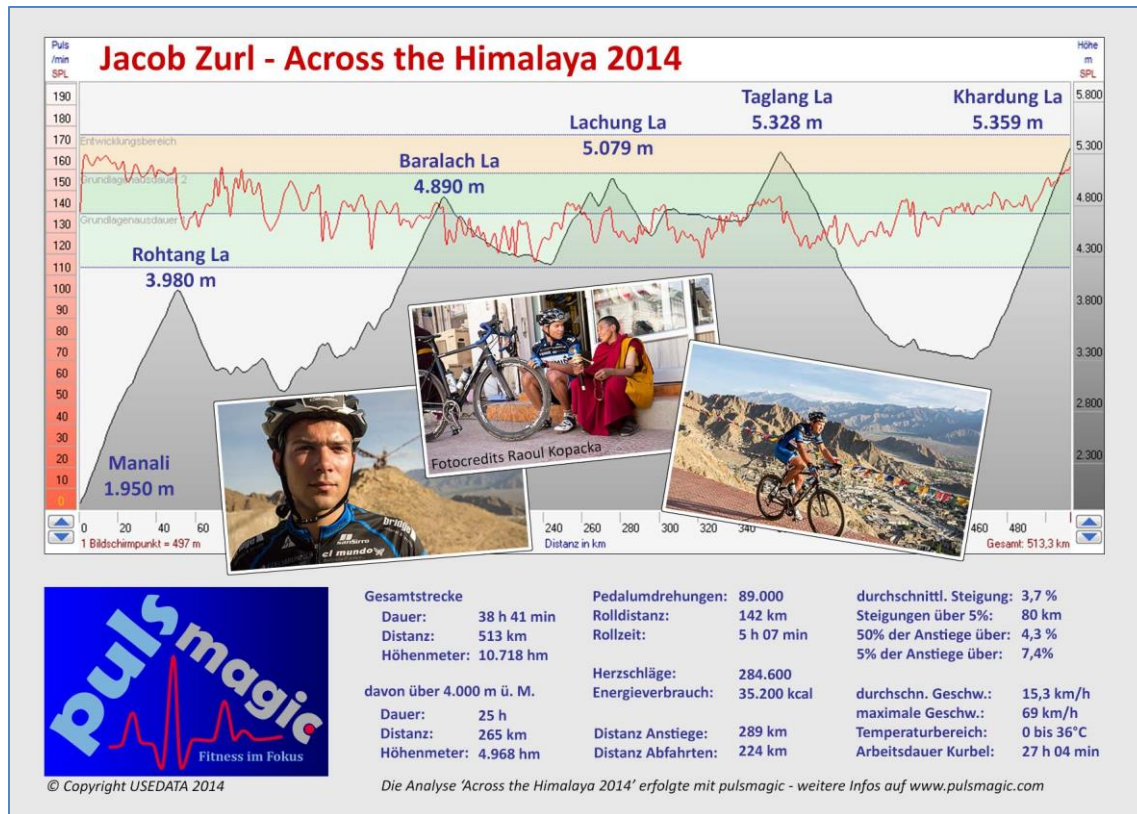 Puls
/min
SPL
Jacob Zurl - Across the Himalaya 2014
Höhe
m
SPL
190
180
170
160
150
140
130
120
110
100
90
80
70
60
50
40
30
20
10
0
Entwicklungsbereich
Grundlagenausdauer 2
Grundlagenausdauer 1
Manali
1.950 m
Rohtang La
3.980 m
Baralach La
4.890 m
Lachung La
5.079 m
Taglang La
5.328 m
Khardung La
5.359 m
5.800
5.300
4.800
4.300
3.800
3.300
2.800
2.300
Fotocredits Raoul Kopacka
bridge
sanSirro
el mundo
0 20 40 60 240 260 280 300 320 340 460 480
1 Bildschirmpunkt = 497 m
Distanz in km
Gesamt: 513,3 km
pulsmagic
Fitness im Fokus
Gesamtstrecke
Dauer: 38 h 41 min
Distanz: 513 km
Höhenmeter: 10.718 hm
davon über 4.000 m ü. M.
Dauer: 25 h
Distanz: 265 km
Höhenmeter: 4.968 hm
Pedalumdrehungen: 89.000
Rolldistanz: 142 km
Rollzeit: 5 h 07 min
Herzschläge: 284.600
Energieverbrauch: 35.200 kcal
Distanz Anstiege: 289 km
Distanz Abfahrten: 224 km
durchschnittl. Steigung: 3,7 %
Steigungen über 5%: 80 km
50% der Anstiege über: 4,3 %
5% der Anstiege über: 7,4%
durchschn. Geschw.: 15,3 km/h
maximale Geschw.: 69 km/h
Temperaturbereich: 0 bis 36°C
Arbeitsdauer Kurbel: 27 h 04 min
© Copyright USEDATA 2014
Die Analyse ‘Across the Himalaya 2014’ erfolgte mit pulsmagic - weitere Infos auf www.pulsmagic.com